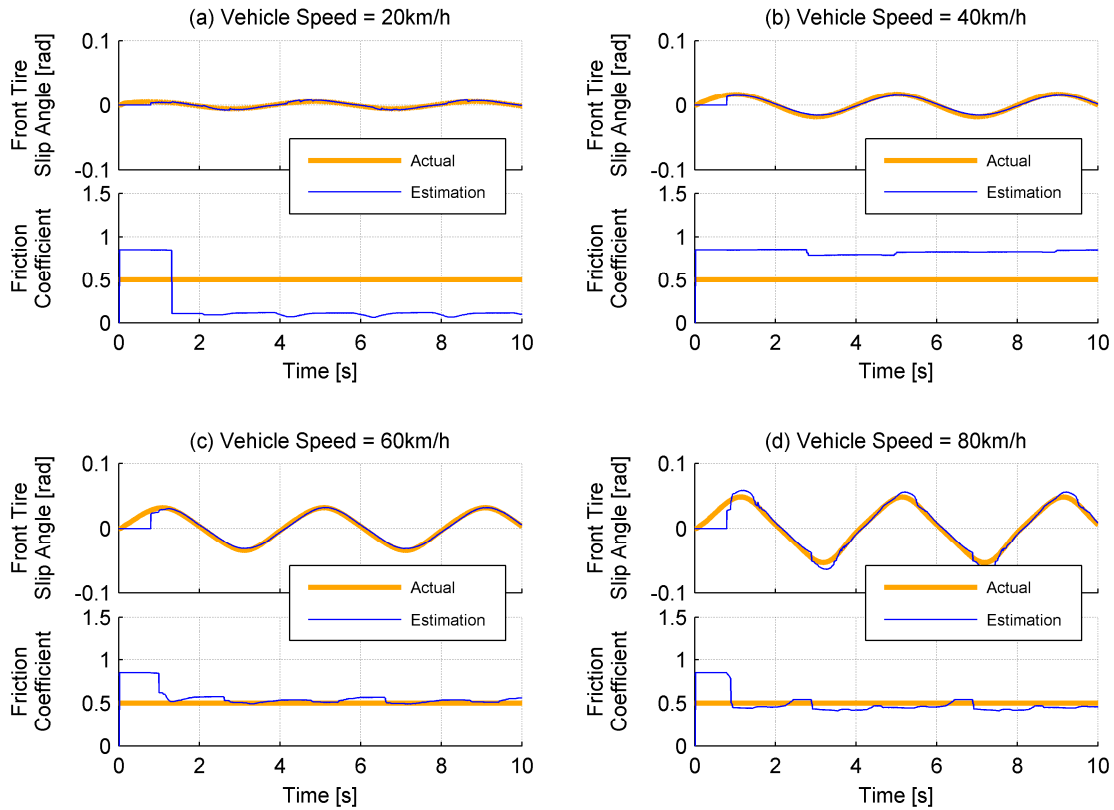 (a) Vehicle Speed = 20km/h
Front Tire
Slip Angle [rad]
0.1
0
-0.1
Actual
Estimation
Friction
Coefficient
1.5
1
0.5
0
0 2 4 6 8 10
Time [s]
(b) Vehicle Speed = 40km/h
Front Tire
Slip Angle [rad]
0.1
0
-0.1
Actual
Estimation
Friction
Coefficient
1.5
1
0.5
0
0 2 4 6 8 10
Time [s]
(c) Vehicle Speed = 60km/h
Front Tire
Slip Angle [rad]
0.1
0
-0.1
Actual
Estimation
Friction
Coefficient
1.5
1
0.5
0
0 2 4 6 8 10
Time [s]
(d) Vehicle Speed = 80km/h
Front Tire
Slip Angle [rad]
0.1
0
-0.1
Actual
Estimation
Friction
Coefficient
1.5
1
0.5
0
0 2 4 6 8 10
Time [s]